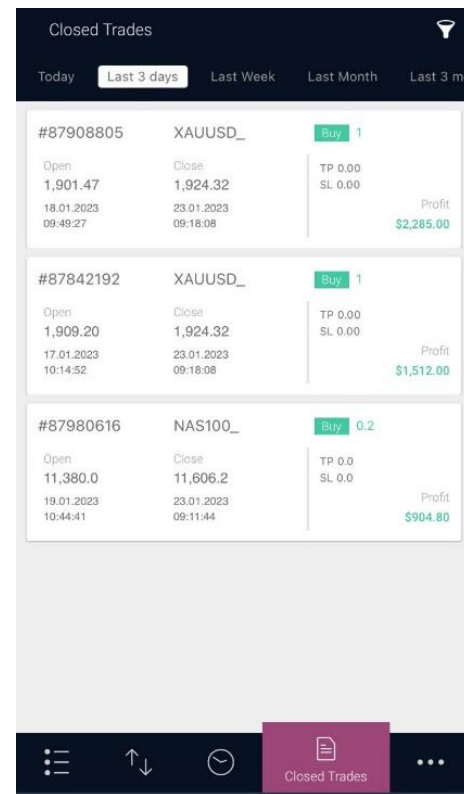 Closed Trades
Today Last 3 days Last Week Last Month Last 3 m
#87908805 XAUUSD_ Buy 1
Open Close TP 0.00
1,901.47 1,924.32 SL 0.00
18.01.2023 23.01.2023 Profit
09:49:27 09:18:08 $2,285.00
#87842192 XAUUSD_ Buy 1
Open Close TP 0.00
1,909.20 1,924.32 SL 0.00
17.01.2023 23.01.2023 Profit
10:14:52 09:18:08 $1,512.00
#87980616 NAS100_ Buy 0.2
Open Close TP 0.0
11,380.0 11,606.2 SL 0.0
19.01.2023 23.01.2023 Profit
10:44:41 09:11:44 $904.80
Closed Trades